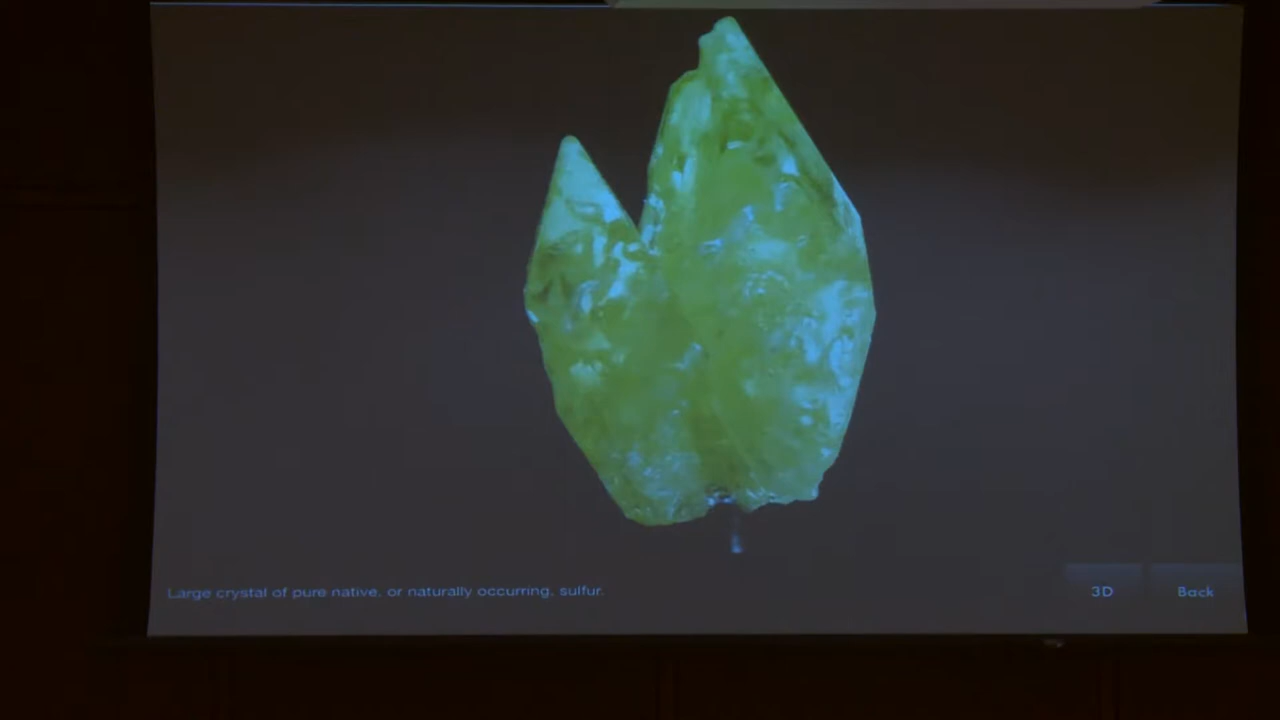 Large crystal of pure native, or naturally occurring, sulfur.
3D
Back